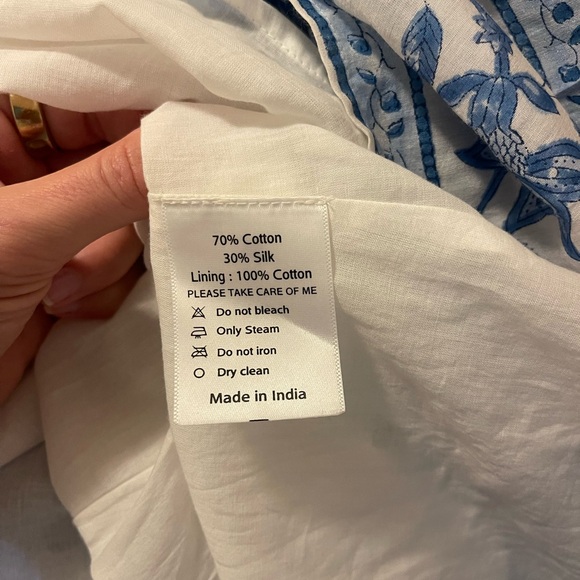 70% Cotton
30% Silk
Lining : 100% Cotton
PLEASE TAKE CARE OF ME
Do not bleach
Only Steam
Do not iron
Dry clean
Made in India